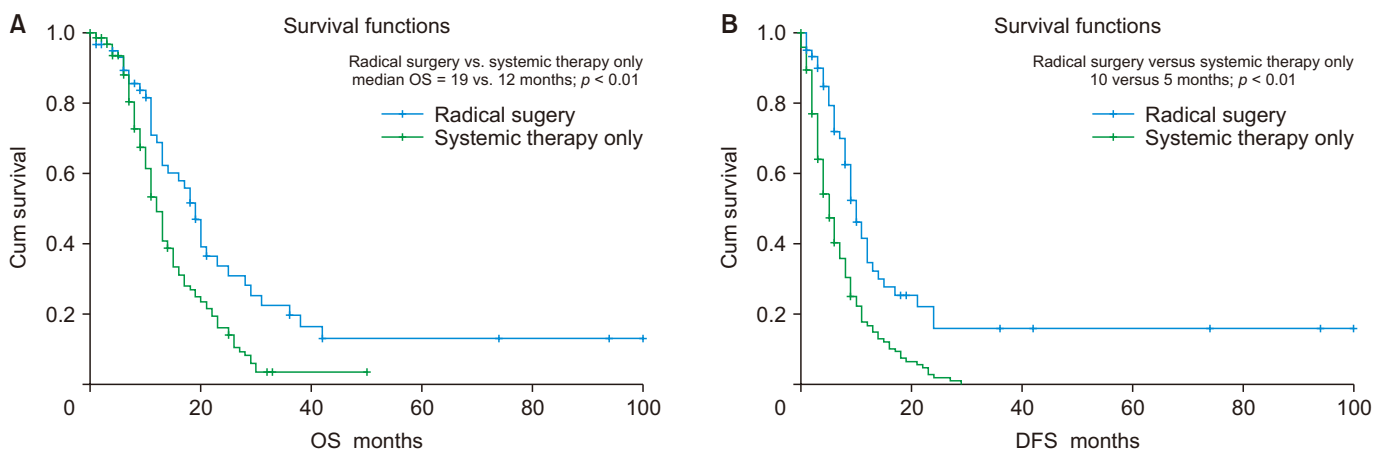 A
Survival functions
Radical surgery vs. systemic therapy only
median OS = 19 vs. 12 months; p < 0.01
Radical sugery
Systemic therapy only
Cum survival
1.0
0.8
0.6
0.4
0.2
0
20
40
60
80
100
OS months
B
Survival functions
Radical surgery versus systemic therapy only
10 versus 5 months; p < 0.01
Radical sugery
Systemic therapy only
Cum survival
1.0
0.8
0.6
0.4
0.2
0
20
40
60
80
100
DFS months